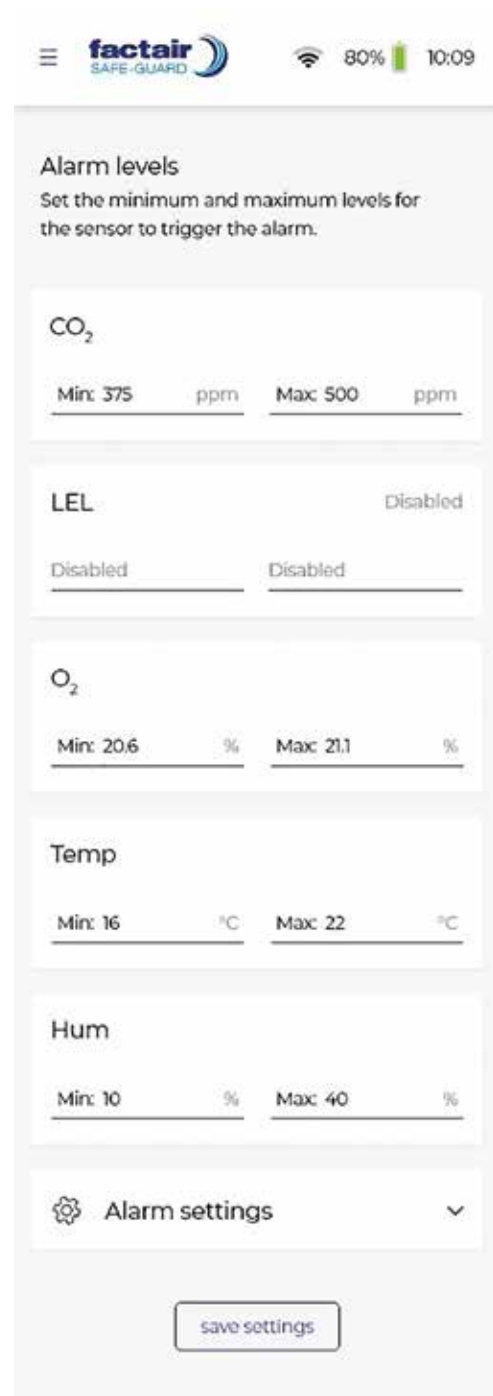 factair
SAFE-GUARD
80%
10:09
Alarm levels
Set the minimum and maximum levels for
the sensor to trigger the alarm.
CO₂
Min: 375 ppm Max: 500 ppm
LEL Disabled
Disabled Disabled
O₂
Min: 20.6 % Max: 21.1 %
Temp
Min: 16 °C Max: 22 °C
Hum
Min: 10 % Max: 40 %
Alarm settings
save settings